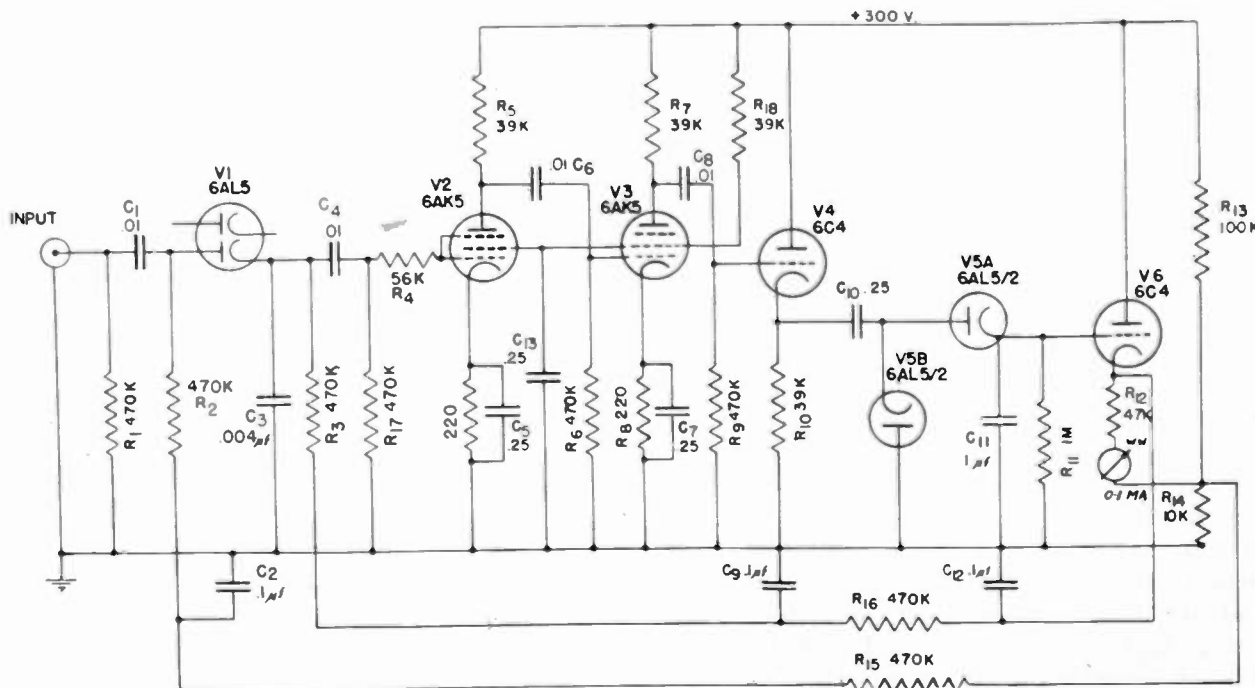 + 300 V.
R5
39K
R7
39K
R18
39K
.01 C6
C8
.01
V1
6AL5
V2
6AK5
V3
6AK5
V4
6C4
R13
100K
INPUT
C1
.01
C4
.01
56K
R4
C10 .25
V5A
6AL5/2
V6
6C4
V5B
6AL5/2
R1 470K
470K
R2
C3
.004μf
R3 470K
R17 470K
220
C5
.25
C13
.25
R6 470K
R8 220
C7
.25
R9 470K
R10 39K
C11
.1μf
R11 1M
R12
47K
WW
0-1 MA
R14
10K
C2
.1μf
C9 .1μf
C12 .1μf
R16 470K
R15 470K